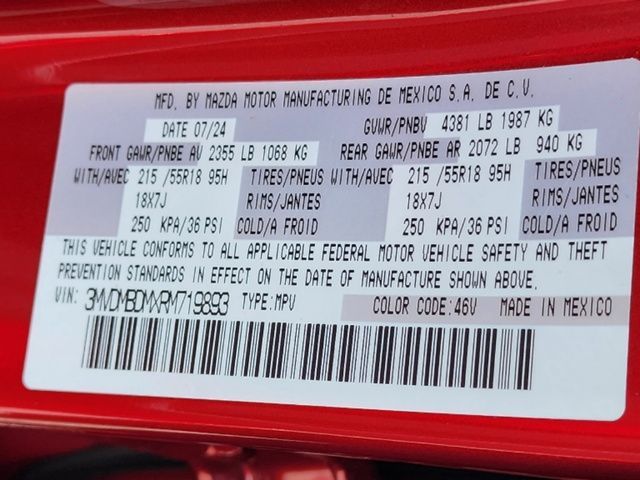 MFD. BY MAZDA MOTOR MANUFACTURING DE MEXICO S.A. DE C.V.
DATE 07/24 GVWR/PNBV 4381 LB 1987 KG
FRONT GAWR/PNBE AV 2355 LB 1068 KG REAR GAWR/PNBE AR 2072 LB 940 KG
WITH/AVEC 215 /55R18 95H TIRES/PNEUS WITH/AVEC 215 /55R18 95H TIRES/PNEUS
18X7J RIMS/JANTES 18X7J RIMS/JANTES
250 KPA/36 PSI COLD/A FROID 250 KPA/36 PSI COLD/A FROID
THIS VEHICLE CONFORMS TO ALL APPLICABLE FEDERAL MOTOR VEHICLE SAFETY AND THEFT
PREVENTION STANDARDS IN EFFECT ON THE DATE OF MANUFACTURE SHOWN ABOVE.
VIN: 3MVDMBDMXRM719893 TYPE:MPV COLOR CODE:46V MADE IN MEXICO